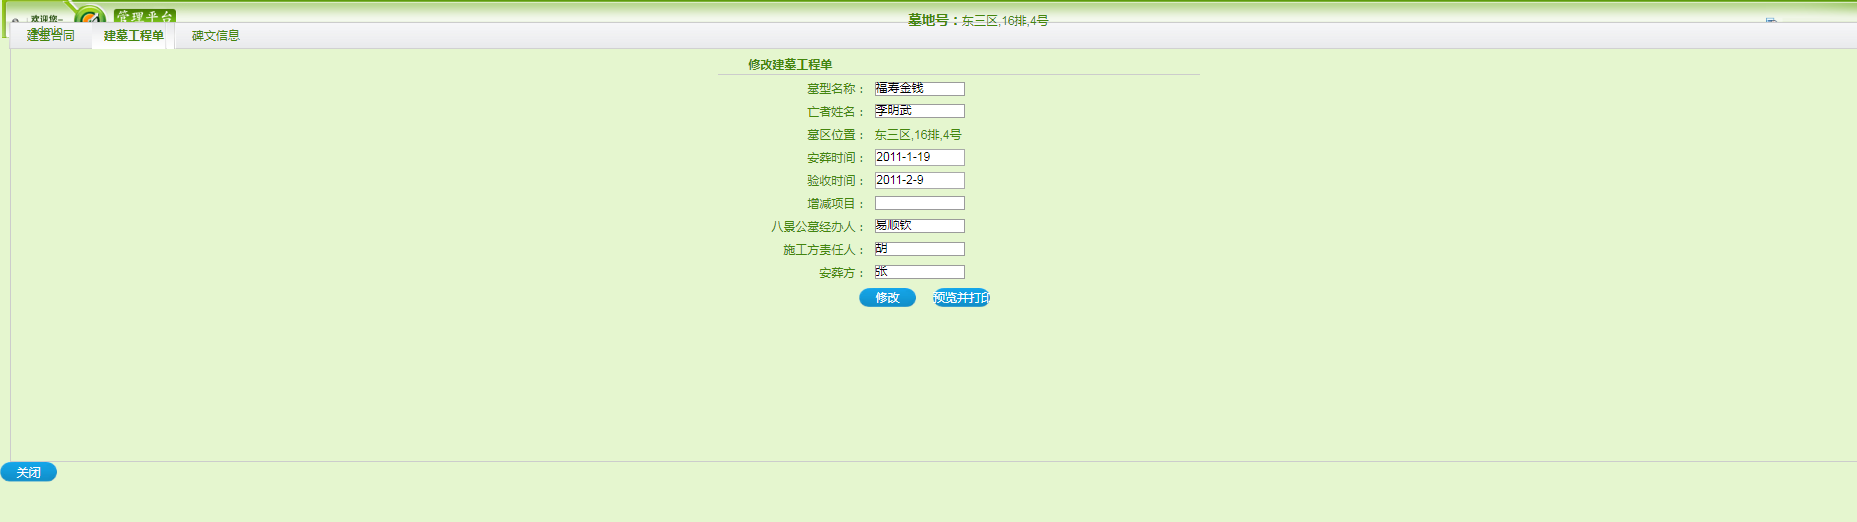 欢迎您--
admin
管理平台
墓地号：东三区,16排,4号
建墓合同
建墓工程单
碑文信息
修改建墓工程单
墓型名称： 福寿金钱
亡者姓名： 李明武
墓区位置： 东三区,16排,4号
安葬时间： 2011-1-19
验收时间： 2011-2-9
增减项目：
八景公墓经办人： 易顺钦
施工方责任人： 胡
安葬方： 张
修改 预览并打印
关闭